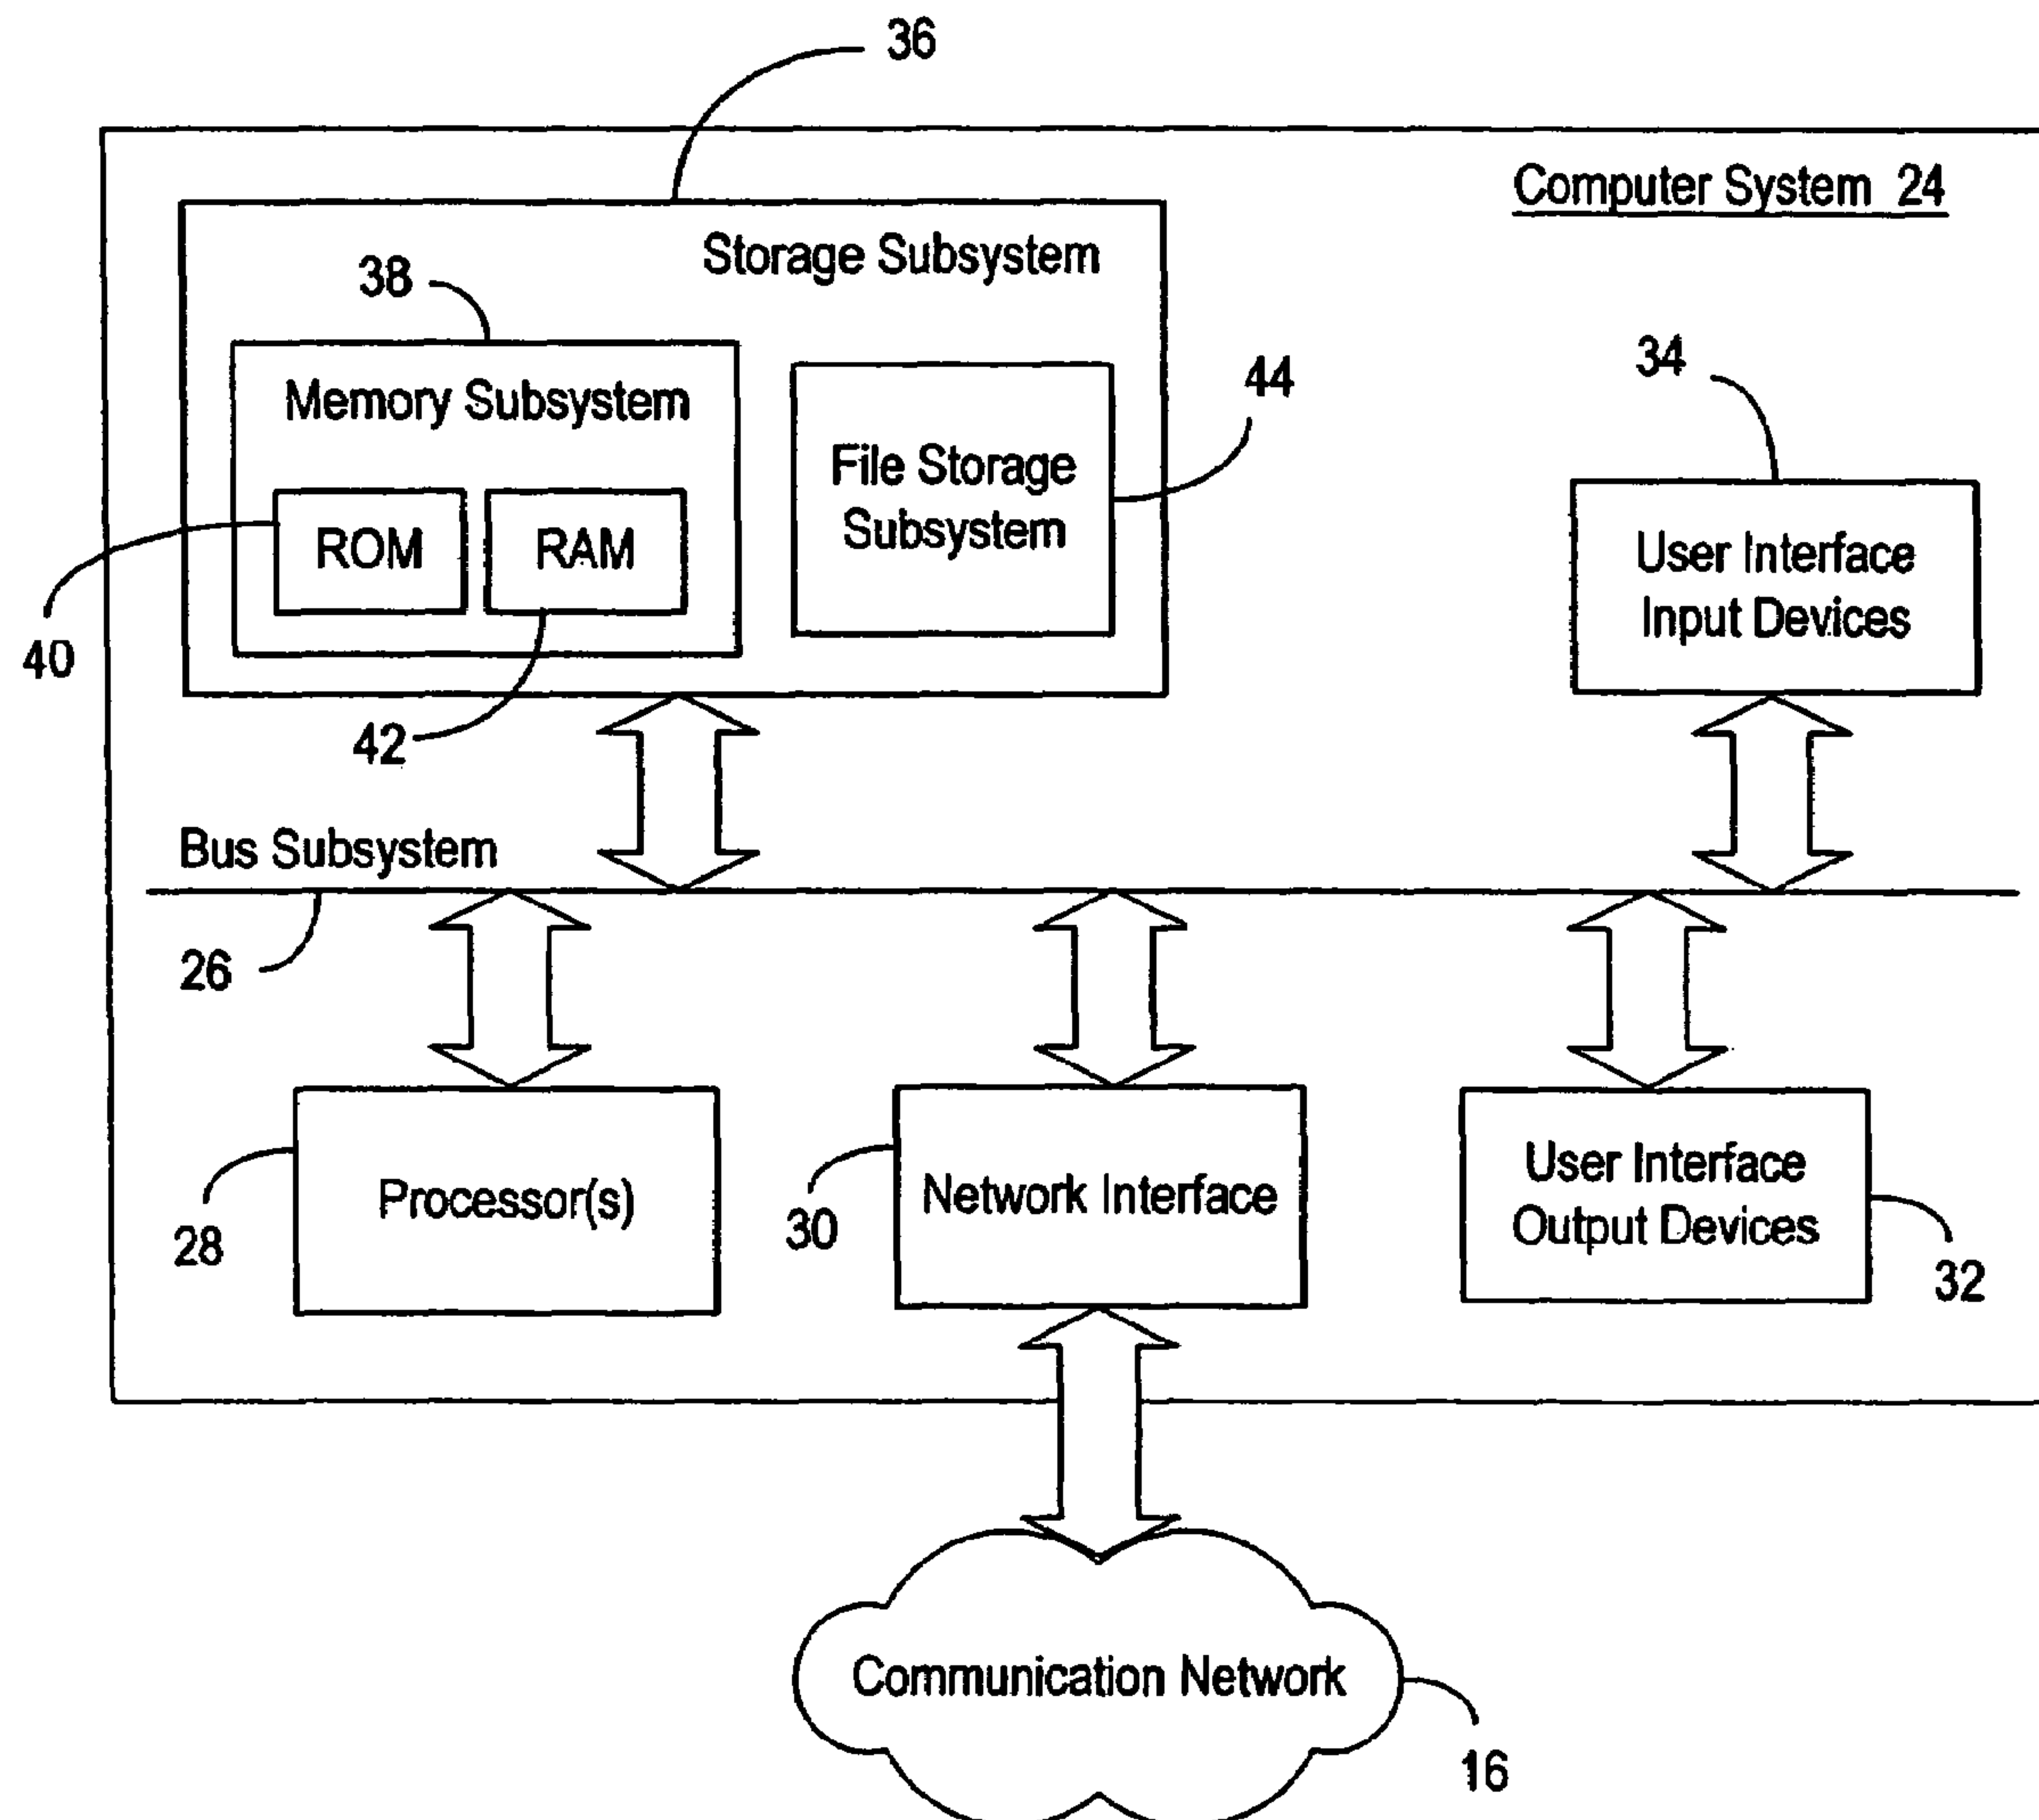 36
Computer System 24
Storage Subsystem
38
Memory Subsystem
34
44
File Storage
Subsystem
ROM
RAM
User Interface
Input Devices
40
42
Bus Subsystem
26
Processor(s)
Network Interface
User Interface
Output Devices
28
30
32
Communication Network
16